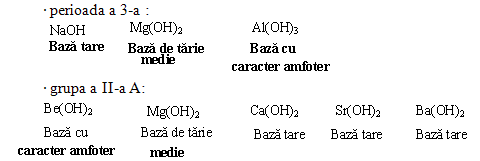 · perioada a 3-a :
NaOH Mg(OH)₂ Al(OH)₃
Bază tare Bază de tărie medie Bază cu caracter amfoter
· grupa a II-a A:
Be(OH)₂ Mg(OH)₂ Ca(OH)₂ Sr(OH)₂ Ba(OH)₂
Bază cu caracter amfoter Bază de tărie medie Bază tare Bază tare Bază tare